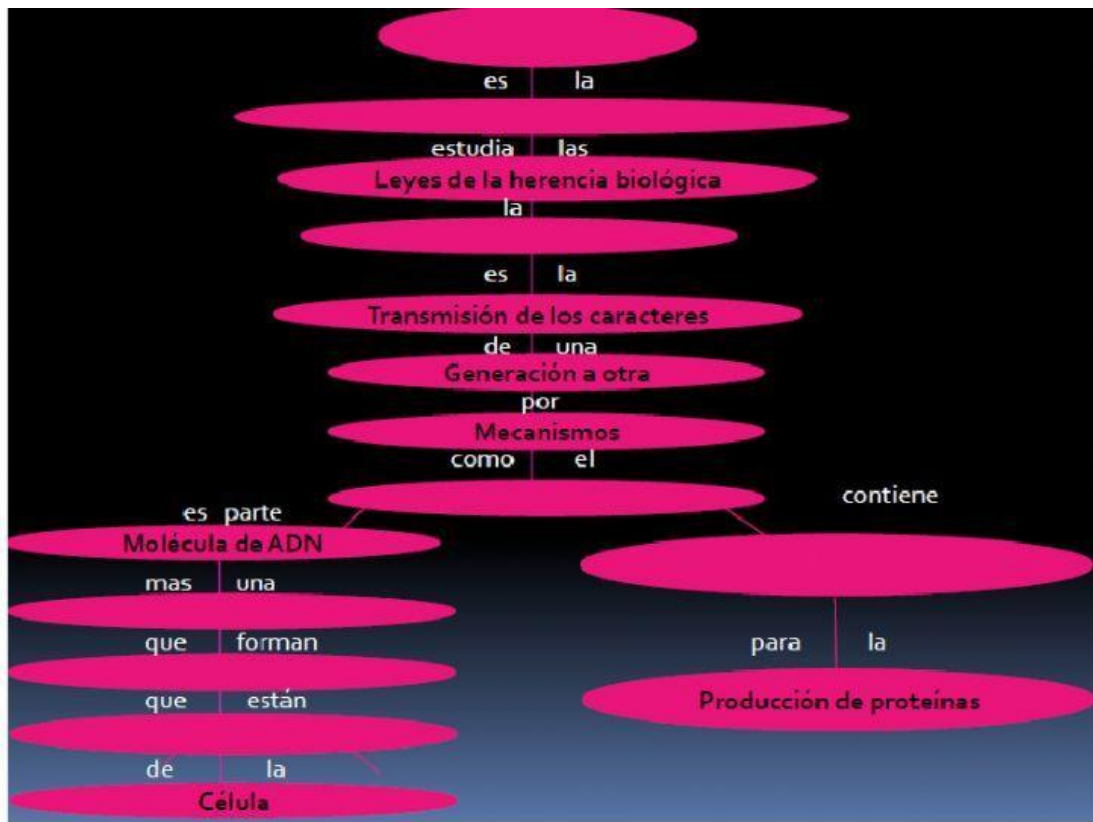 es la
estudia las
Leyes de la herencia biológica
la
es la
Transmisión de los caracteres
de una
Generación a otra
por
Mecanismos
como el
contiene
es parte
Molécula de ADN
mas una
que forman
para la
que están
Producción de proteínas
de la
Célula